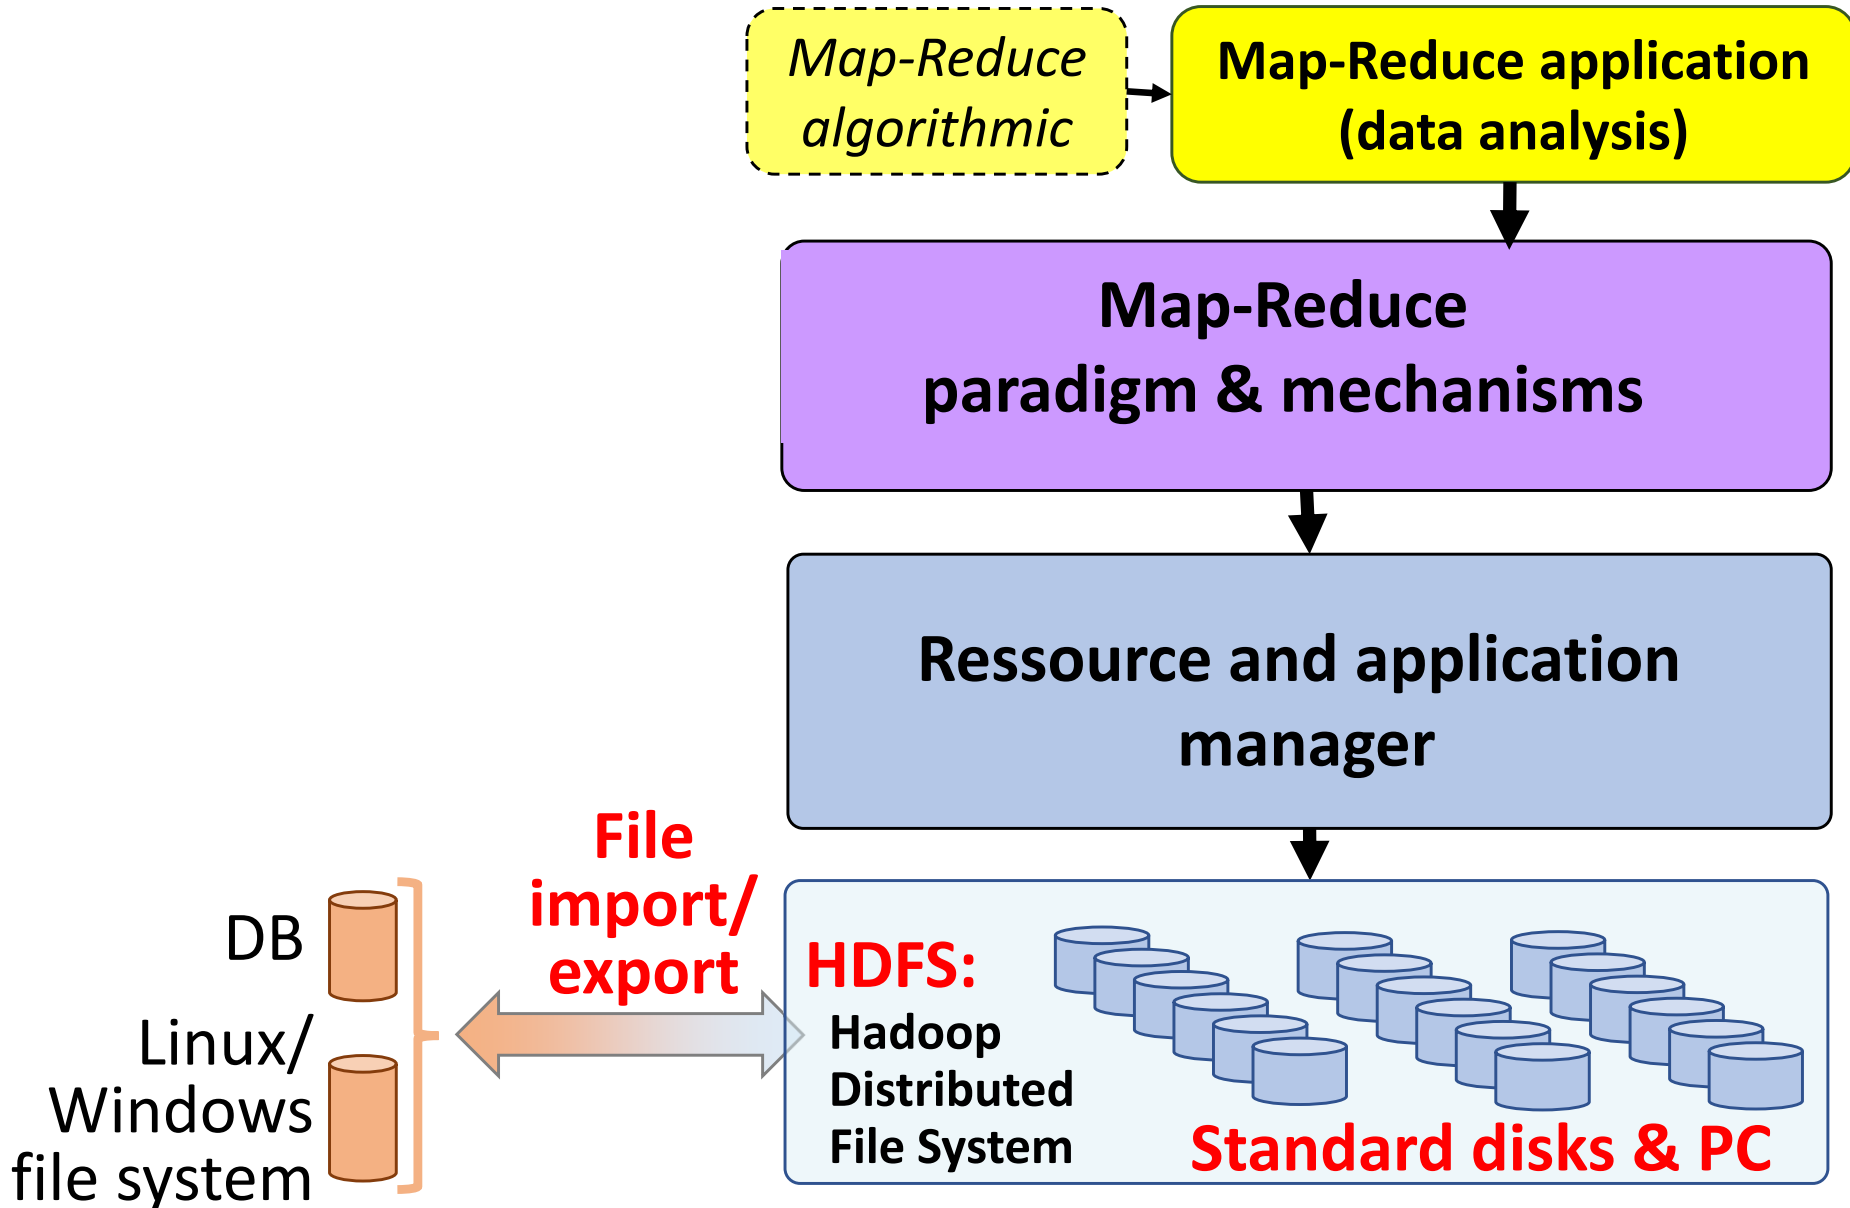 Map-Reduce
algorithmic
Map-Reduce application
(data analysis)
Map-Reduce
paradigm & mechanisms
Ressource and application
manager
File
import/
export
DB
Linux/
Windows
file system
HDFS:
Hadoop
Distributed
File System
Standard disks & PC